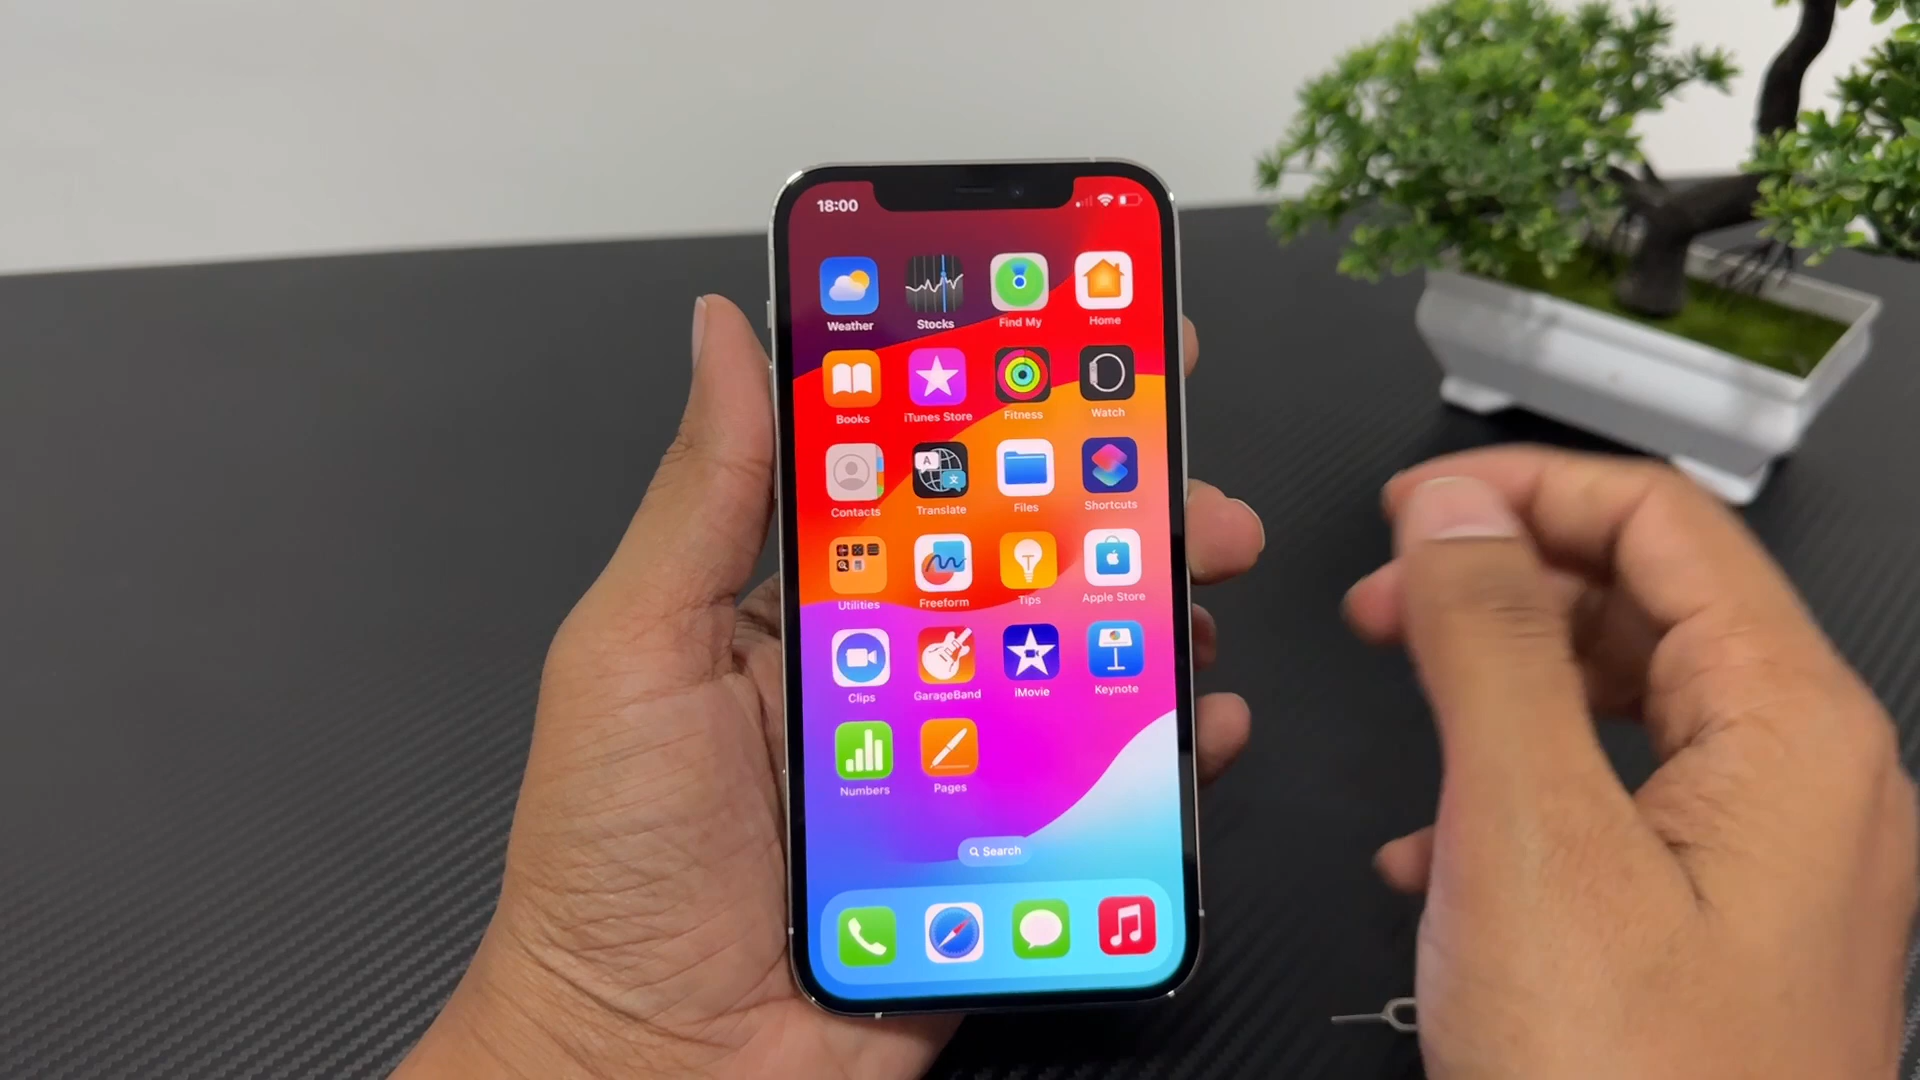 18:00
Weather Stocks Find My Home
Books iTunes Store Fitness Watch
Contacts Translate Files Shortcuts
Utilities Freeform Tips Apple Store
Clips GarageBand iMovie Keynote
Numbers Pages
Search